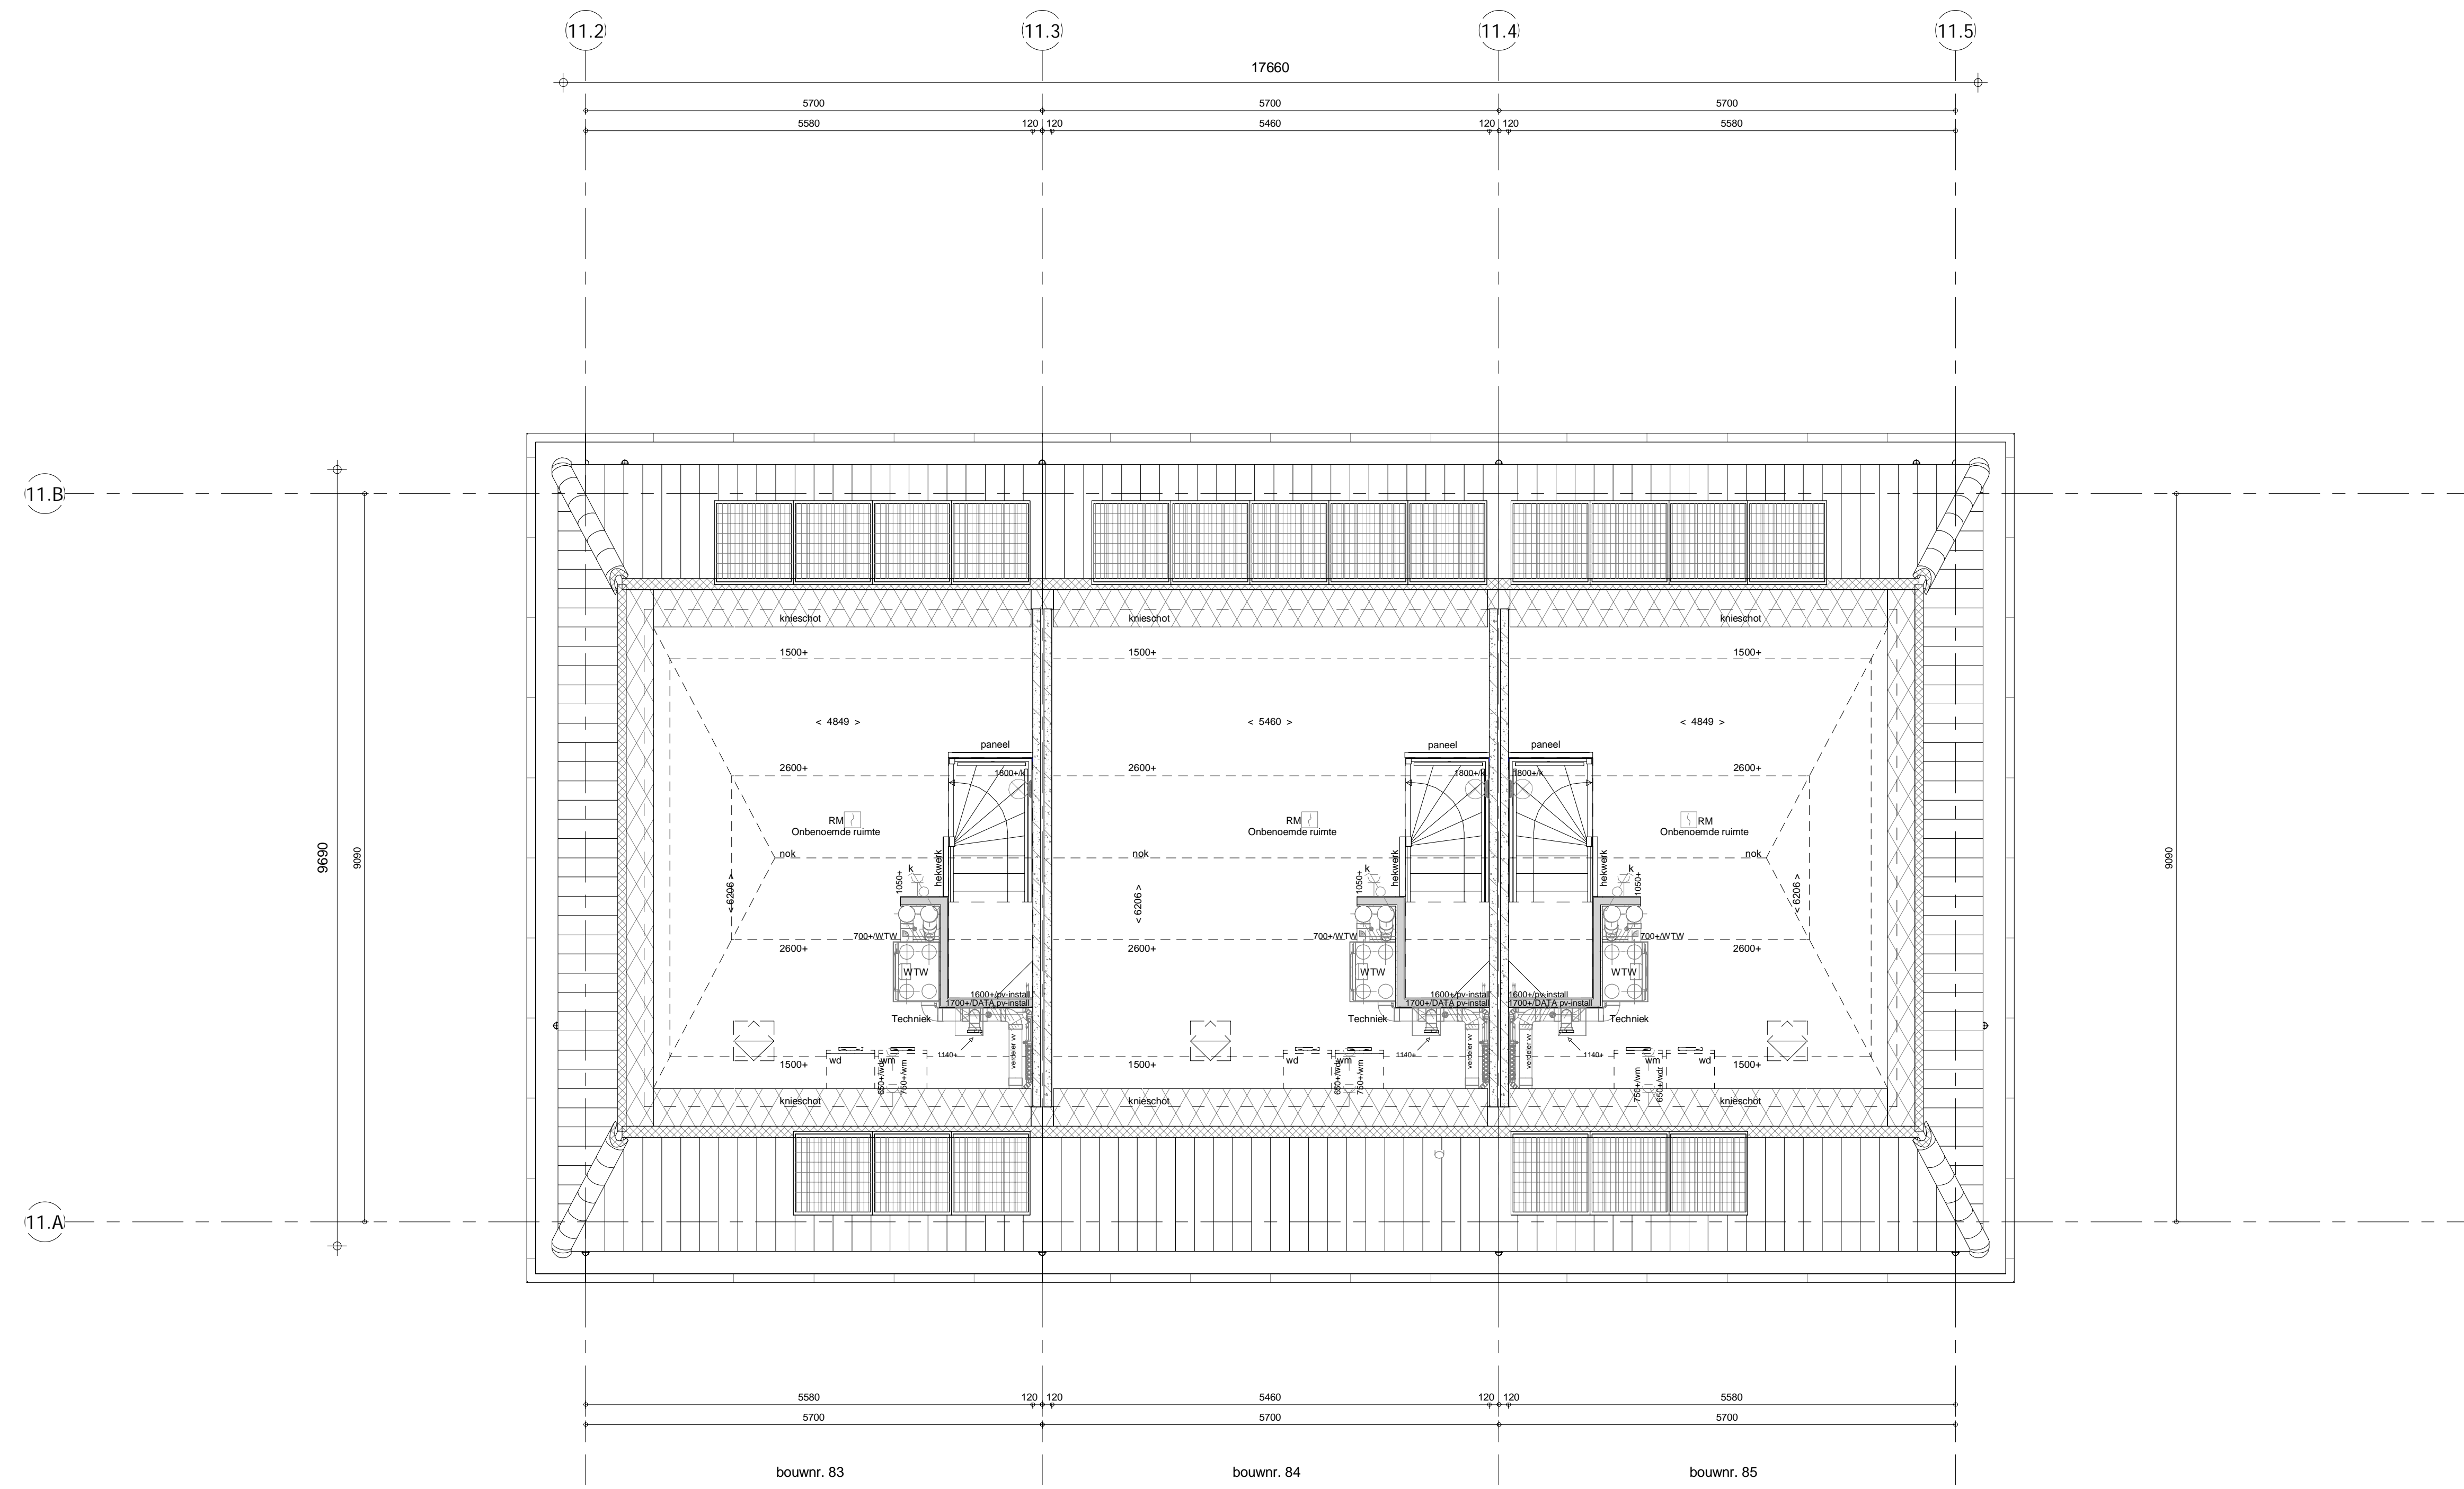 11.2
11.3
11.4
11.5
17660
5700
5700
5700
5580
120
120
5460
120
120
5580
11.B
knieschot
knieschot
knieschot
1500+
1500+
1500+
< 4849 >
< 5460 >
< 4849 >
paneel
paneel
paneel
2600+
2600+
2600+
1800+/k
1800+/k
1800+/k
RM
Onbenoemde ruimte
RM
Onbenoemde ruimte
RM
Onbenoemde ruimte
9690
9090
9090
nok
nok
nok
hekwerk
hekwerk
hekwerk
k
k
k
1050+
1050+
1050+
< 6206 >
< 6206 >
< 6206 >
700+/WTW
700+/WTW
700+/WTW
2600+
2600+
2600+
WTW
WTW
WTW
1600+/pv-install
1600+/pv-install
1600+/pv-install
1700+/DATA pv-install
1700+/DATA pv-install
1700+/DATA pv-install
Techniek
Techniek
Techniek
verdeler vv
verdeler vv
verdeler vv
1140+
1140+
1140+
wd
wm
wd
wm
wm
wd
1500+
1500+
1500+
650+/wdr
750+/wm
650+/wdr
750+/wm
750+/wm
650+/wdr
knieschot
knieschot
knieschot
11.A
5580
120
120
5460
120
120
5580
5700
5700
5700
bouwnr. 83
bouwnr. 84
bouwnr. 85